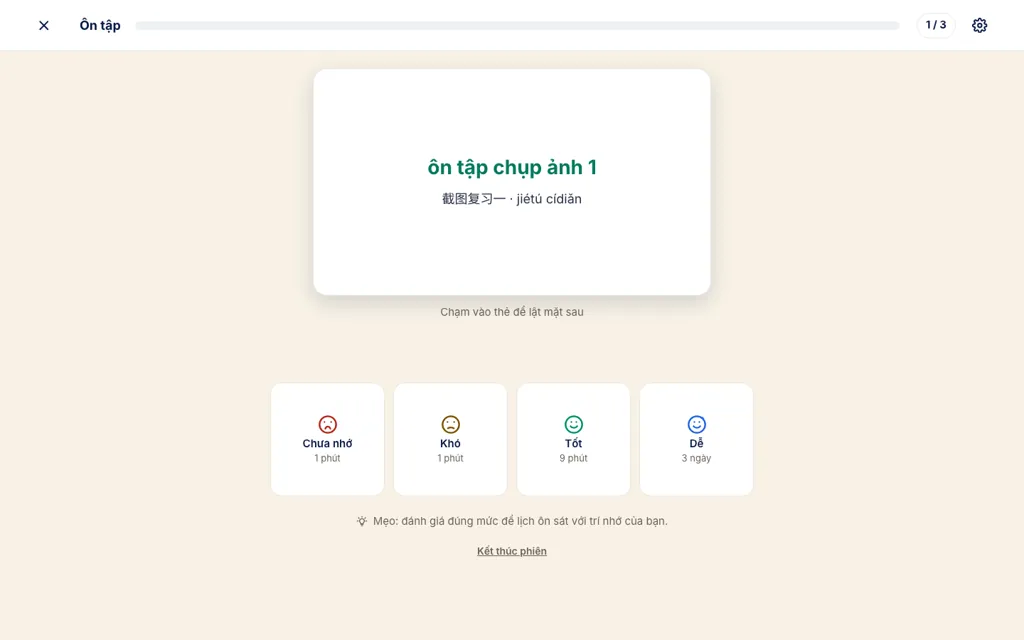 Ôn tập
1 / 3
ôn tập chụp ảnh 1
截图复习一 · jiétú cídiǎn
Chạm vào thẻ để lật mặt sau
Chưa nhớ
1 phút
Khó
1 phút
Tốt
9 phút
Dễ
3 ngày
Mẹo: đánh giá đúng mức để lịch ôn sát với trí nhớ của bạn.
Kết thúc phiên